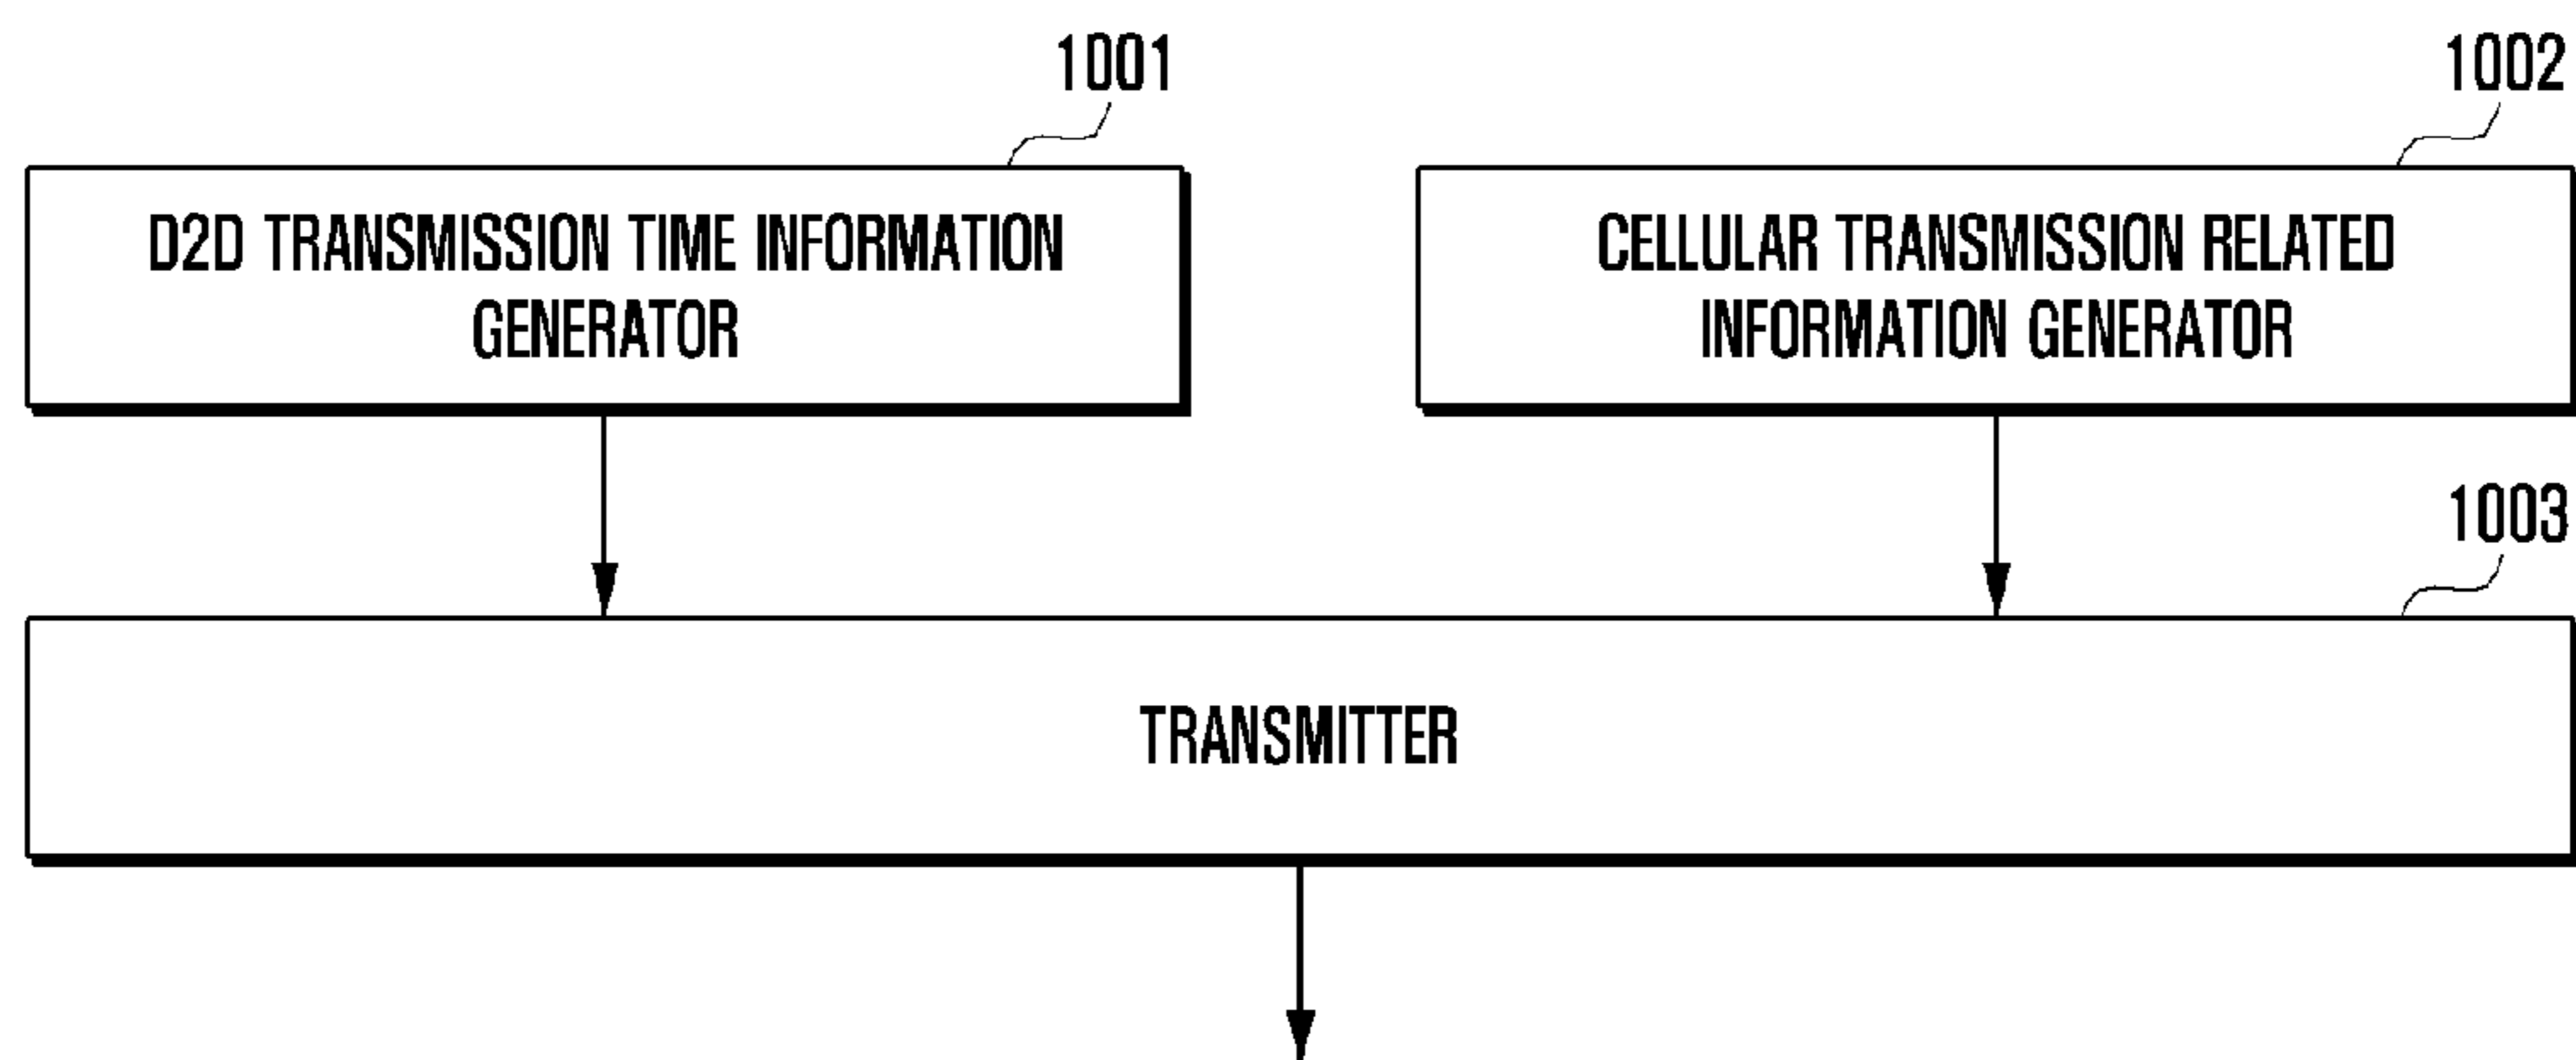 1001
1002
D2D TRANSMISSION TIME INFORMATION
GENERATOR
CELLULAR TRANSMISSION RELATED
INFORMATION GENERATOR
1003
TRANSMITTER